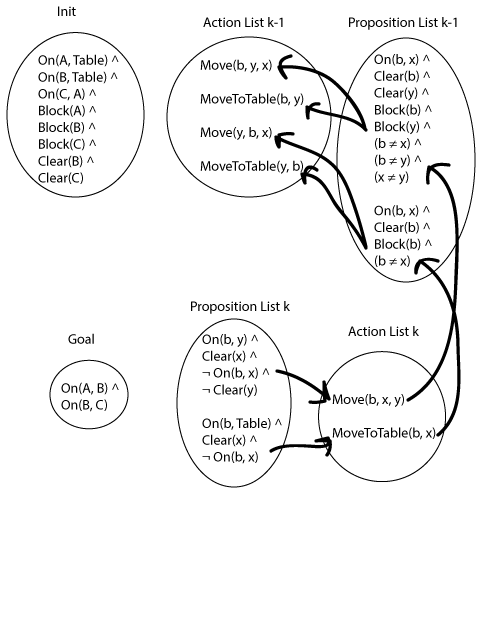 Init
On(A, Table) ^
On(B, Table) ^
On(C, A) ^
Block(A) ^
Block(B) ^
Block(C) ^
Clear(B) ^
Clear(C)
Action List k-1
Move(b, y, x)
MoveToTable(b, y)
Move(y, b, x)
MoveToTable(y, b)
Proposition List k-1
On(b, x) ^
Clear(b) ^
Clear(y) ^
Block(b) ^
Block(y) ^
(b ≠ x) ^
(b ≠ y) ^
(x ≠ y)
On(b, x) ^
Clear(b) ^
Block(b) ^
(b ≠ x)
Goal
On(A, B) ^
On(B, C)
Proposition List k
On(b, y) ^
Clear(x) ^
¬ On(b, x) ^
¬ Clear(y)
On(b, Table) ^
Clear(x) ^
¬ On(b, x)
Action List k
Move(b, x, y)
MoveToTable(b, x)